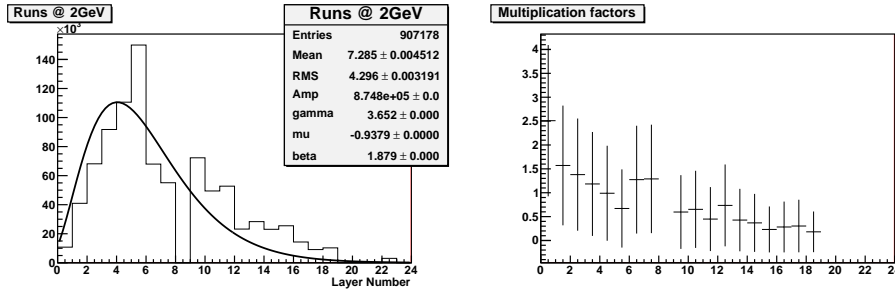 Runs @ 2GeV
×10³
140
120
100
80
60
40
20
0
0 2 4 6 8 10 12 14 16 18 20 22 24
Layer Number
Runs @ 2GeV
Entries 907178
Mean 7.285 ± 0.004512
RMS 4.296 ± 0.003191
Amp 8.748e+05 ± 0.0
gamma 3.652 ± 0.000
mu -0.9379 ± 0.0000
beta 1.879 ± 0.000
Multiplication factors
4
3.5
3
2.5
2
1.5
1
0.5
0
0 2 4 6 8 10 12 14 16 18 20 22 24